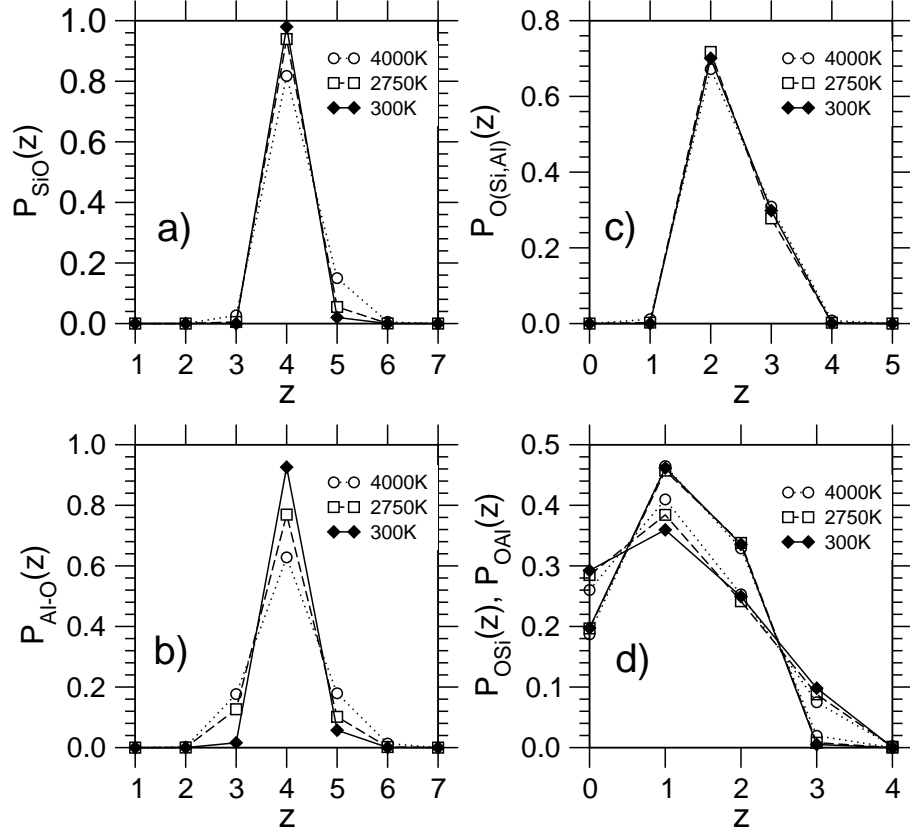 P_SiO(z)
1.0
0.8
0.6
0.4
0.2
0.0
4000K
2750K
300K
a)
1 2 3 4 5 6 7
z
P_O(Si,Al)(z)
0.8
0.6
0.4
0.2
0.0
4000K
2750K
300K
c)
0 1 2 3 4 5
z
P_Al-O(z)
1.0
0.8
0.6
0.4
0.2
0.0
4000K
2750K
300K
b)
1 2 3 4 5 6 7
z
P_OSi(z), P_OAl(z)
0.5
0.4
0.3
0.2
0.1
0.0
4000K
2750K
300K
d)
0 1 2 3 4
z